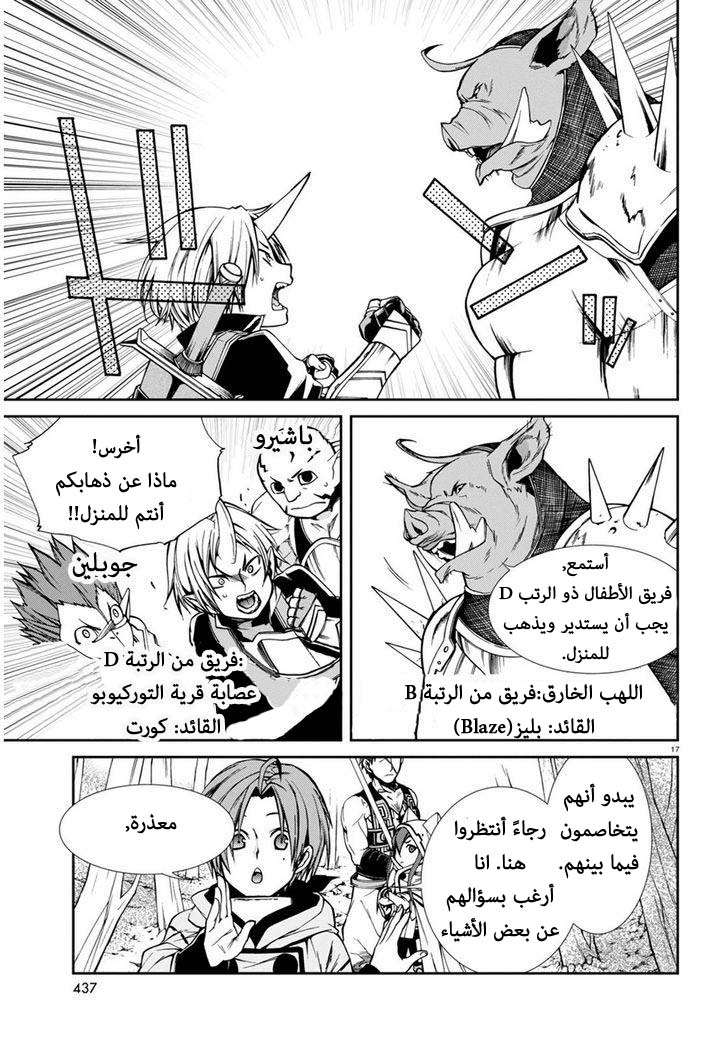 أستمع,
فريق الأطفال ذو الرتب D
يجب أن يستدير ويذهب
للمنزل.
اللهب الخارق:فريق من الرتبة B
القائد: بليز(Blaze)
باشيرو
أخرس!
ماذا عن ذهابكم
أنتم للمنزل!!
جوبلين
فريق من الرتبة D:
عصابة قرية التوركيوبو
القائد: كورت
17
يبدو أنهم
يتخاصمون
فيما بينهم.
رجاءً أنتظروا
هنا. انا
أرغب بسؤالهم
عن بعض الأشياء
معذرة,
437